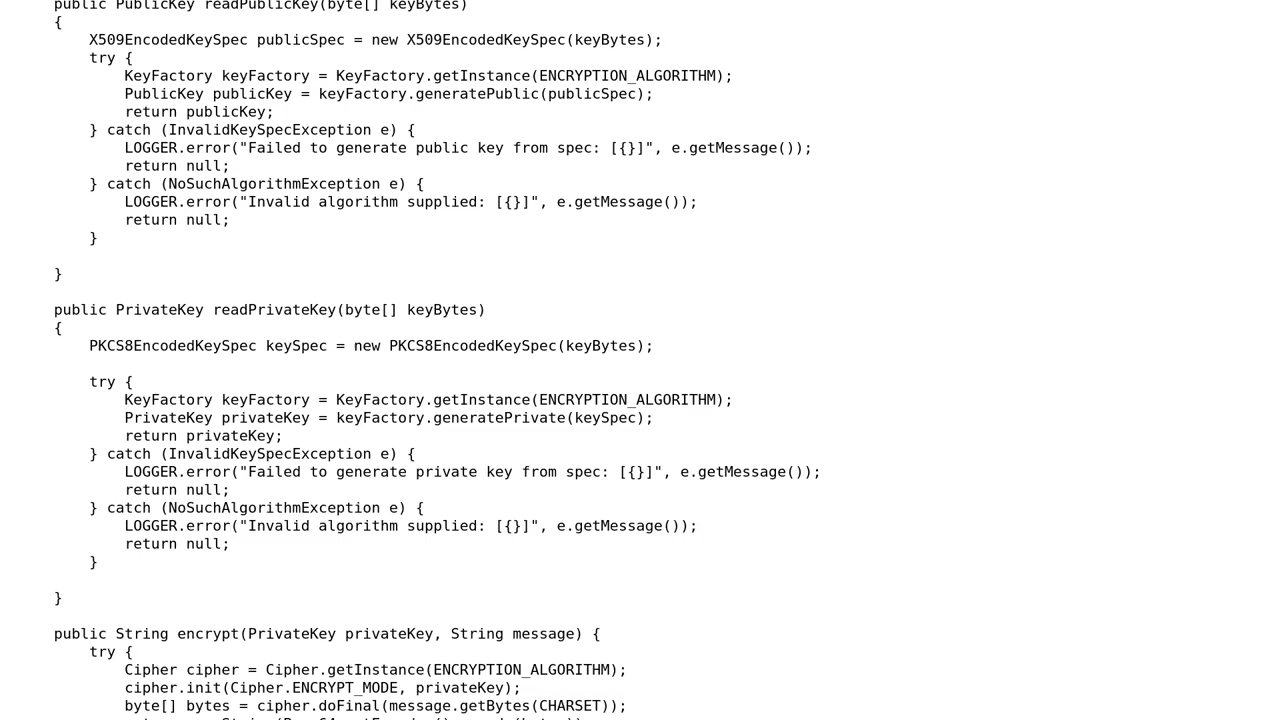 public PublicKey readPublicKey(byte[] keyBytes)
{
X509EncodedKeySpec publicSpec = new X509EncodedKeySpec(keyBytes);
try {
KeyFactory keyFactory = KeyFactory.getInstance(ENCRYPTION_ALGORITHM);
PublicKey publicKey = keyFactory.generatePublic(publicSpec);
return publicKey;
} catch (InvalidKeySpecException e) {
LOGGER.error("Failed to generate public key from spec: [{}]", e.getMessage());
return null;
} catch (NoSuchAlgorithmException e) {
LOGGER.error("Invalid algorithm supplied: [{}]", e.getMessage());
return null;
}
}
public PrivateKey readPrivateKey(byte[] keyBytes)
{
PKCS8EncodedKeySpec keySpec = new PKCS8EncodedKeySpec(keyBytes);
try {
KeyFactory keyFactory = KeyFactory.getInstance(ENCRYPTION_ALGORITHM);
PrivateKey privateKey = keyFactory.generatePrivate(keySpec);
return privateKey;
} catch (InvalidKeySpecException e) {
LOGGER.error("Failed to generate private key from spec: [{}]", e.getMessage());
return null;
} catch (NoSuchAlgorithmException e) {
LOGGER.error("Invalid algorithm supplied: [{}]", e.getMessage());
return null;
}
}
public String encrypt(PrivateKey privateKey, String message) {
try {
Cipher cipher = Cipher.getInstance(ENCRYPTION_ALGORITHM);
cipher.init(Cipher.ENCRYPT_MODE, privateKey);
byte[] bytes = cipher.doFinal(message.getBytes(CHARSET));